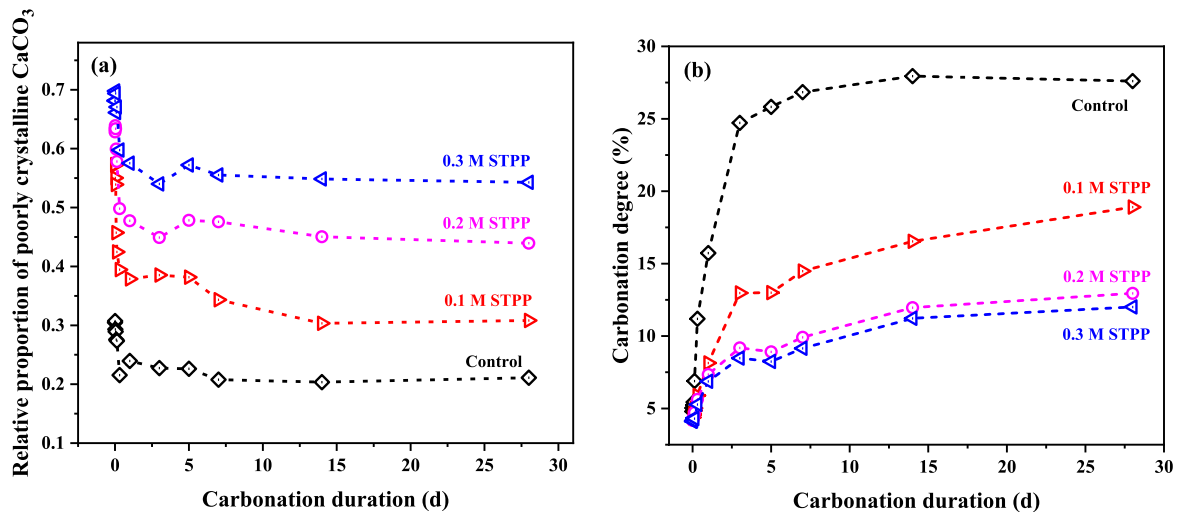 Relative proportion of poorly crystalline CaCO3
(a)
0.7
0.6
0.5
0.4
0.3
0.2
0.1
0.3 M STPP
0.2 M STPP
0.1 M STPP
Control
0 5 10 15 20 25 30
Carbonation duration (d)
Carbonation degree (%)
(b)
30
25
20
15
10
5
Control
0.1 M STPP
0.2 M STPP
0.3 M STPP
0 5 10 15 20 25 30
Carbonation duration (d)